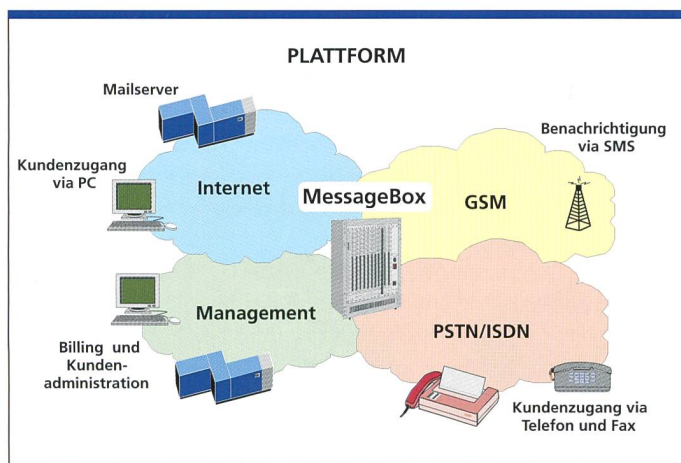 PLATTFORM
Mailserver
Benachrichtigung
via SMS
Kundenzugang
via PC
Internet
MessageBox
GSM
Management
PSTN/ISDN
Billing und
Kunden-
administration
Kundenzugang via
Telefon und Fax